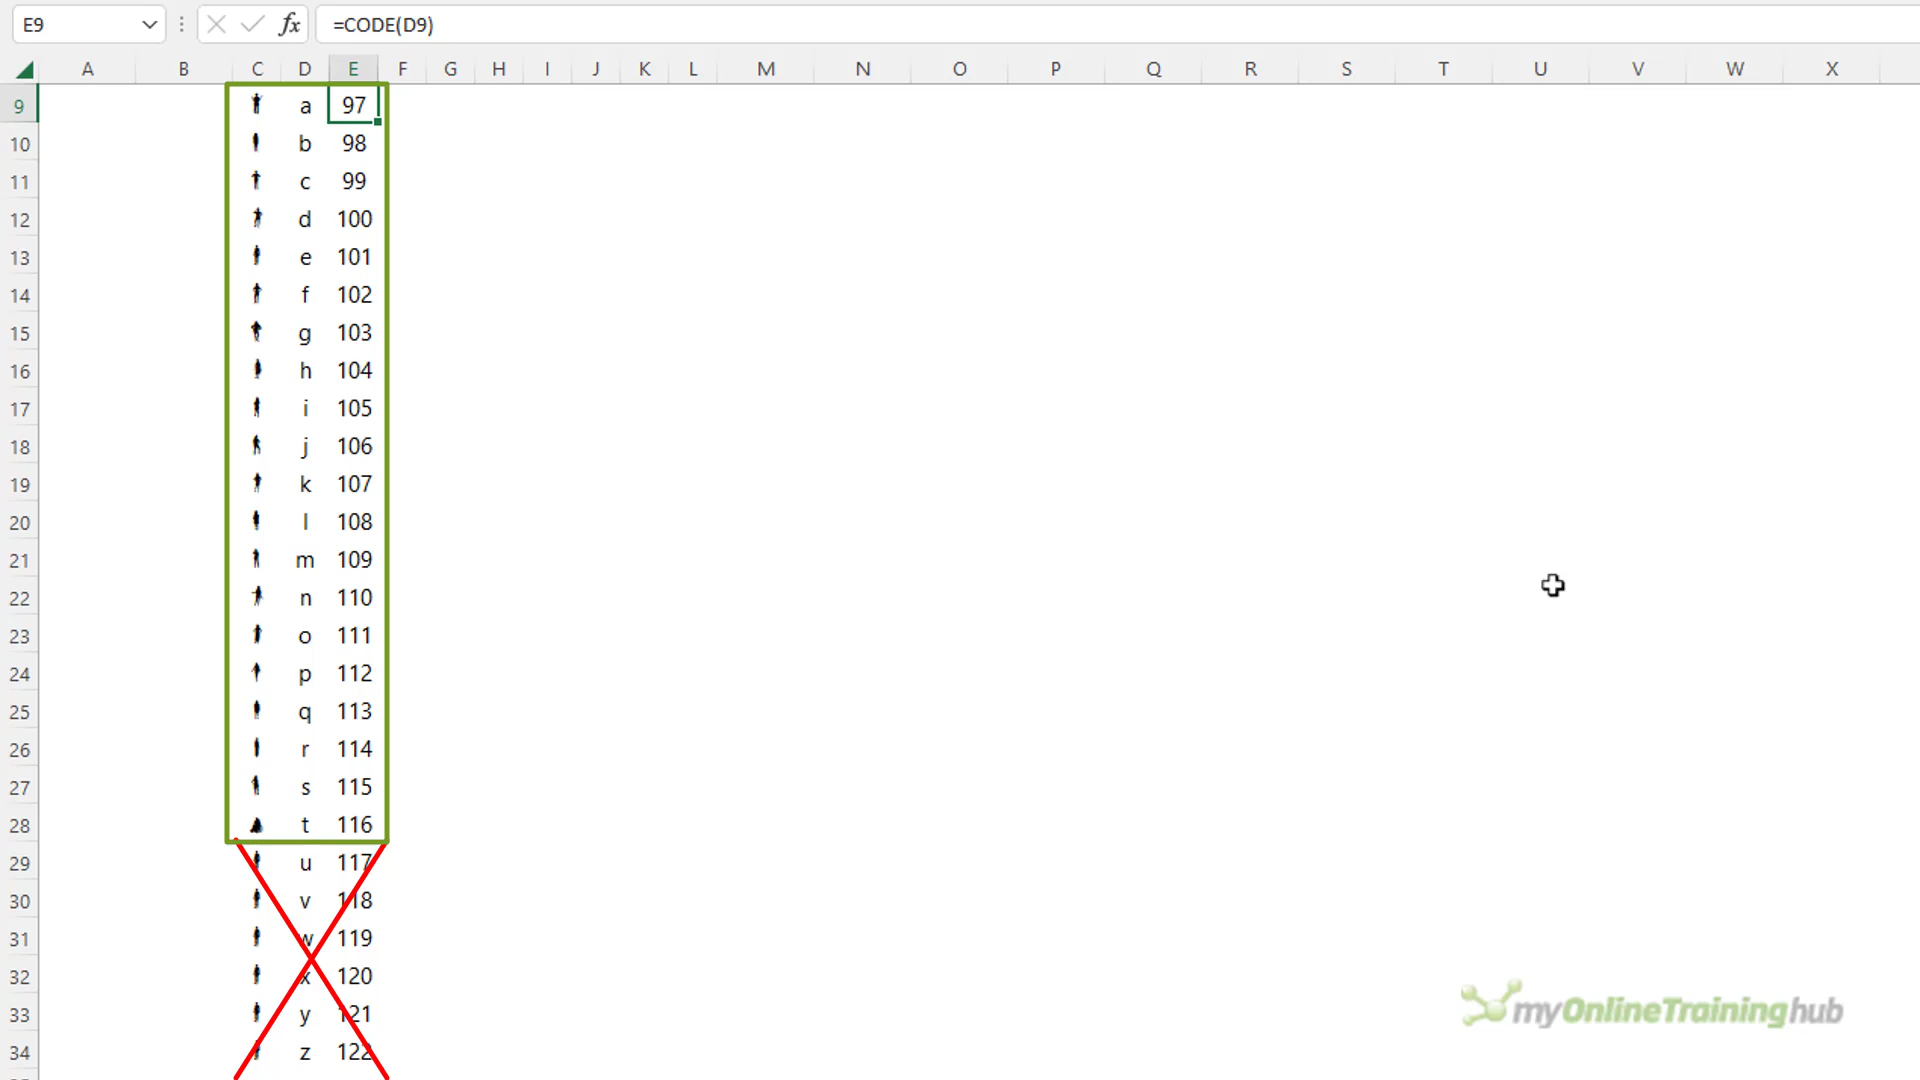 E9 fx =CODE(D9)
A B C D E F G H I J K L M N O P Q R S T U V W X
9 a 97
10 b 98
11 c 99
12 d 100
13 e 101
14 f 102
15 g 103
16 h 104
17 i 105
18 j 106
19 k 107
20 l 108
21 m 109
22 n 110
23 o 111
24 p 112
25 q 113
26 r 114
27 s 115
28 t 116
29 u 117
30 v 118
31 w 119
32 x 120
33 y 121
34 z 122
myOnlineTraininghub